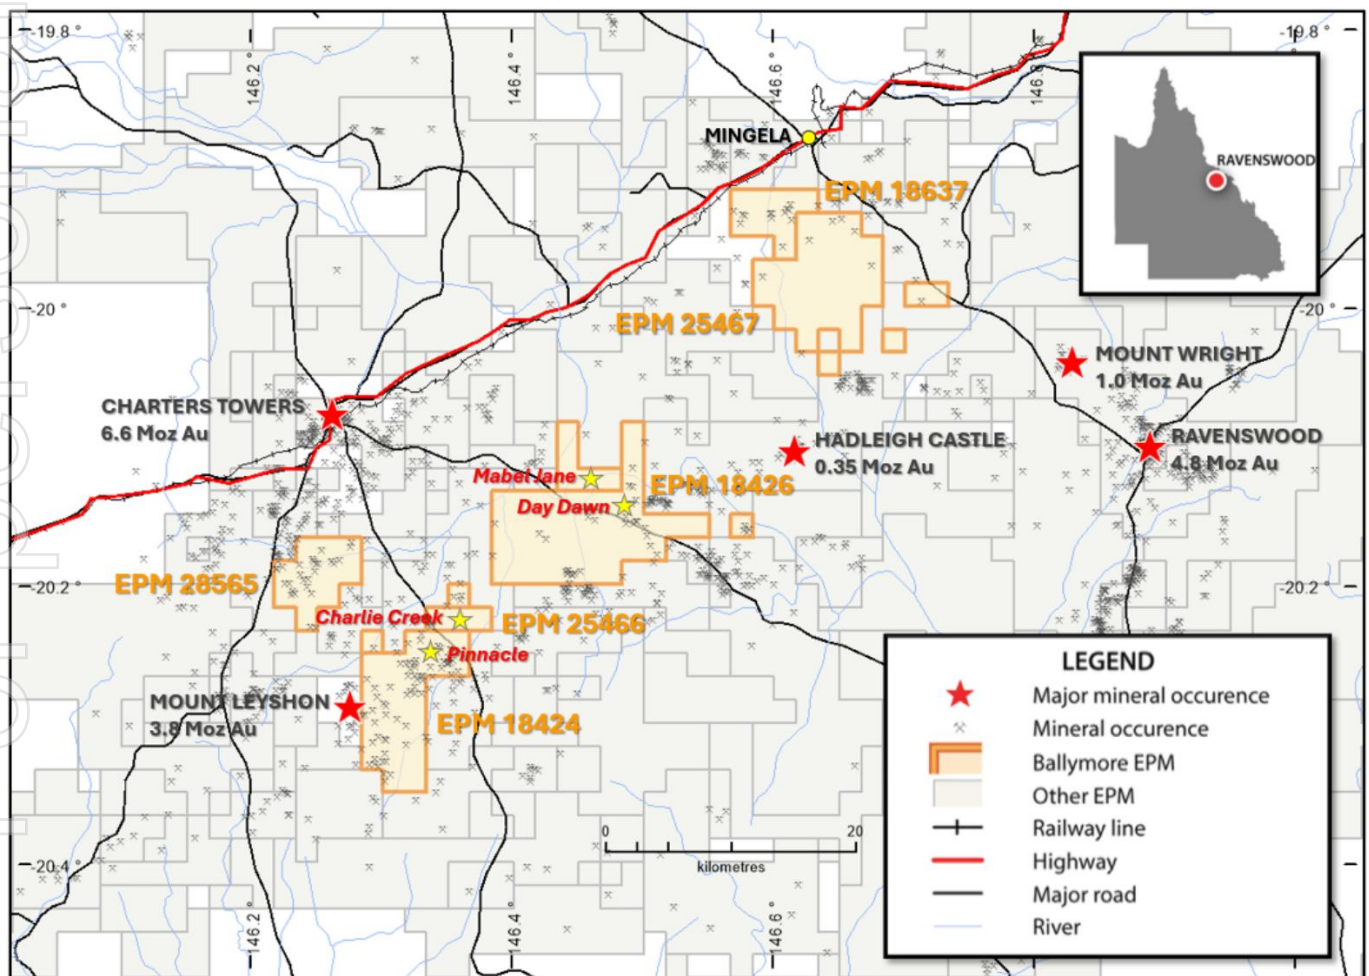 -19.8°
-19.8°
146.2°
146.4°
146.6°
MINGELA
RAVENSWOOD
EPM 18637
-20°
-20°
EPM 25467
MOUNT WRIGHT
1.0 Moz Au
CHARTERS TOWERS
6.6 Moz Au
HADLEIGH CASTLE
0.35 Moz Au
RAVENSWOOD
4.8 Moz Au
Mabel Jane
EPM 18426
Day Dawn
EPM 28565
-20.2°
-20.2°
Charlie Creek
EPM 25466
Pinnacle
MOUNT LEYSHON
3.8 Moz Au
EPM 18424
0
20
kilometres
-20.4°
146.2°
146.4°
146.6°
LEGEND
Major mineral occurence
Mineral occurence
Ballymore EPM
Other EPM
Railway line
Highway
Major road
River